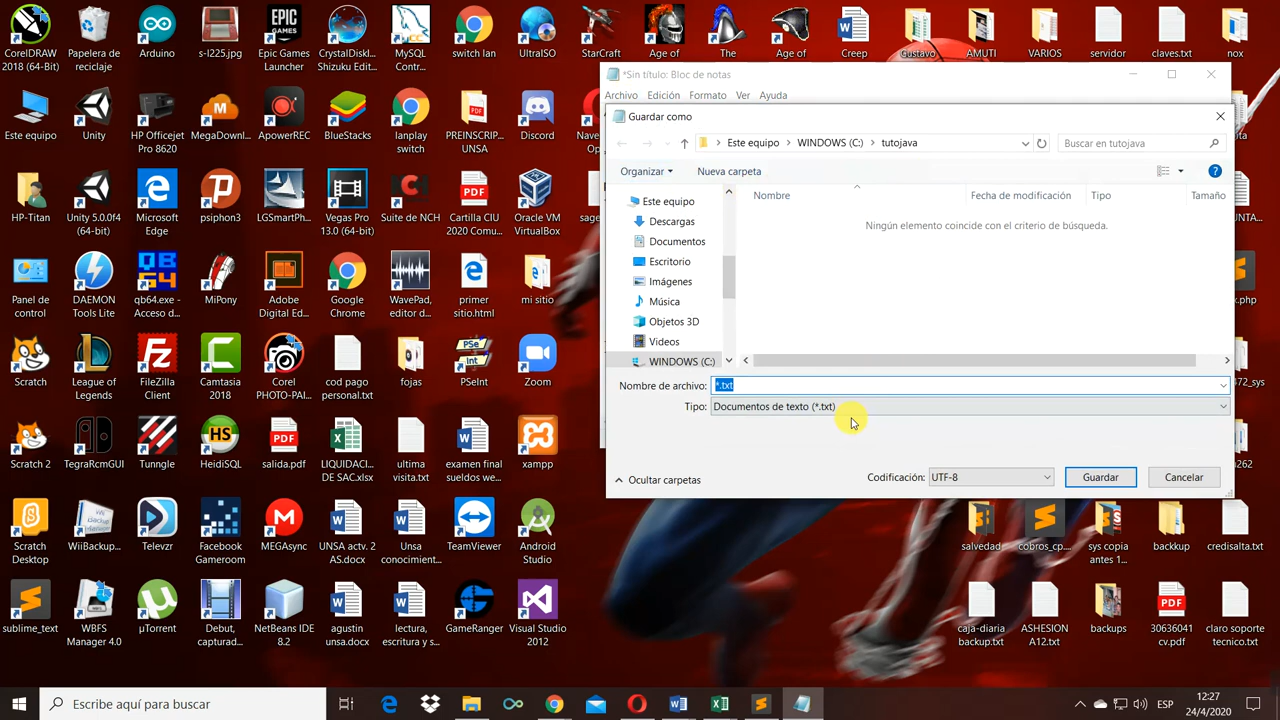 CorelDRAW 2018 (64-Bit)
Papelera de reciclaje
Arduino
s-l225.jpg
Epic Games Launcher
CrystalDiskI... Shizuku Edit...
MySQL Contr...
switch lan
UltraISO
StarCraft
Age of
The
Age of
Creep
Gustavo
AMUTI
VARIOS
servidor
claves.txt
nox
*Sin título: Bloc de notas
Archivo Edición Formato Ver Ayuda
Guardar como
Este equipo > WINDOWS (C:) > tutojava
Buscar en tutojava
Organizar
Nueva carpeta
Nombre
Fecha de modificación
Tipo
Tamaño
Ningún elemento coincide con el criterio de búsqueda.
Este equipo
Descargas
Documentos
Escritorio
Imágenes
Música
Objetos 3D
Videos
WINDOWS (C:)
Nombre de archivo: *.txt
Tipo: Documentos de texto (*.txt)
Ocultar carpetas
Codificación: UTF-8
Guardar
Cancelar
Este equipo
Unity
HP Officejet Pro 8620
MegaDownl...
ApowerREC
BlueStacks
lanplay switch
PREINSCRIP... UNSA
Discord
HP-Titan
Unity 5.0.0f4 (64-bit)
Microsoft Edge
psiphon3
LGSmartPh...
Vegas Pro 13.0 (64-bit)
Suite de NCH
Cartilla CIU 2020 Comu...
Oracle VM VirtualBox
Panel de control
DAEMON Tools Lite
qb64.exe - Acceso d...
MiPony
Adobe Digital Ed...
Google Chrome
WavePad, editor d...
primer sitio.html
mi sitio
Scratch
League of Legends
FileZilla Client
Camtasia 2018
Corel PHOTO-PAI...
cod pago personal.txt
fojas
PSeInt
Zoom
Scratch 2
TegraRcmGUI
Tunngle
HeidiSQL
salida.pdf
LIQUIDACI... DE SAC.xlsx
ultima visita.txt
examen final sueldos we...
xampp
Scratch Desktop
WiiBackup...
Televzr
Facebook Gameroom
MEGAsync
UNSA actv. 2 AS.docx
Unsa conocimient...
TeamViewer
Android Studio
salvedad
cobros_cp....
sys copia antes 1...
backkup
credisalta.txt
sublime_text
WBFS Manager 4.0
µTorrent
Debut, capturad...
NetBeans IDE 8.2
agustin unsa.docx
lectura, escritura y s...
GameRanger
Visual Studio 2012
caja-diaria backup.txt
ASHESION A12.txt
backups
30636041 cv.pdf
claro soporte tecnico.txt
Escribe aquí para buscar
ESP
12:27
24/4/2020